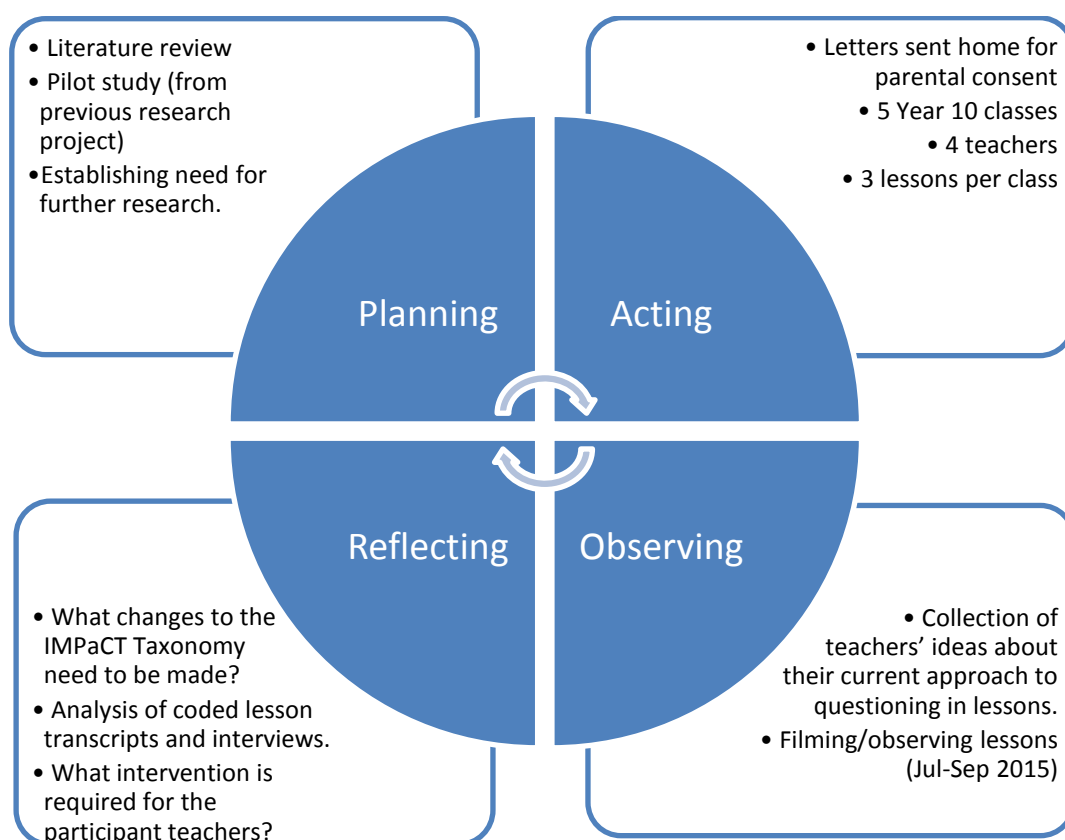 • Literature review
• Pilot study (from
previous research
project)
•Establishing need for
further research.
• Letters sent home for
parental consent
• 5 Year 10 classes
• 4 teachers
• 3 lessons per class
Planning
Acting
Reflecting
Observing
• What changes to the
IMPaCT Taxonomy
need to be made?
• Analysis of coded lesson
transcripts and interviews.
• What intervention is
required for the
participant teachers?
• Collection of
teachers’ ideas about
their current approach to
questioning in lessons.
• Filming/observing lessons
(Jul-Sep 2015)